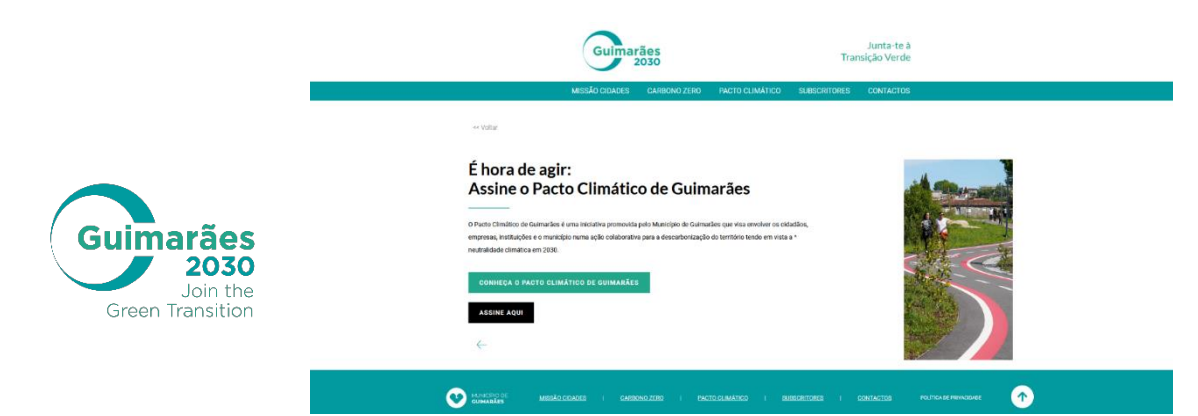 Guimarães
2030
Join the
Green Transition
Guimarães
2030
Junta-te à
Transição Verde
MISSÃO CIDADES CARBONO ZERO PACTO CLIMÁTICO SUBSCRITORES CONTACTOS
<< Voltar
É hora de agir:
Assine o Pacto Climático de Guimarães
O Pacto Climático de Guimarães é uma iniciativa promovida pelo Município de Guimarães que visa envolver os cidadãos,
empresas, instituições e o município numa ação colaborativa para a descarbonização do território tendo em vista a *
neutralidade climática em 2030.
CONHEÇA O PACTO CLIMÁTICO DE GUIMARÃES
ASSINE AQUI
MUNICÍPIO DE
GUIMARÃES
MISSÃO CIDADES | CARBONO ZERO | PACTO CLIMÁTICO | SUBSCRITORES | CONTACTOS POLÍTICA DE PRIVACIDADE